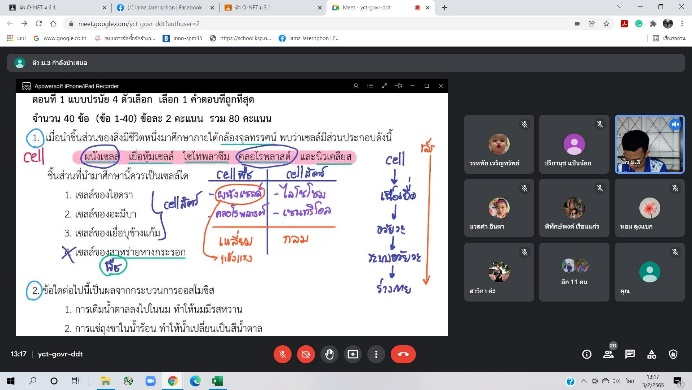 meet.google.com/yct-govr-ddt?authuser=2
Meet - yct-govr-ddt
ติว ม.3 กำลังนำเสนอ
Apowersoft iPhone/iPad Recorder
ตอนที่ 1 แบบปรนัย 4 ตัวเลือก เลือก 1 คำตอบที่ถูกที่สุด
จำนวน 40 ข้อ (ข้อ 1-40) ข้อละ 2 คะแนน รวม 80 คะแนน
1. เมื่อนำชิ้นส่วนของสิ่งมีชีวิตหนึ่งมาศึกษาภายใต้กล้องจุลทรรศน์ พบว่าเซลล์มีส่วนประกอบดังนี้
cell
ผนังเซลล์ เยื่อหุ้มเซลล์ ไซโทพลาซึม คลอโรพลาสต์ และนิวเคลียส
ชิ้นส่วนที่นำมาศึกษานี้ควรเป็นเซลล์ใด
1. เซลล์ของไฮดรา
2. เซลล์ของอะมีบา
3. เซลล์ของเยื่อบุข้างแก้ม
4. เซลล์ของสาหร่ายหางกระรอก
cell สัตว์
พืช
cell พืช
cell สัตว์
- ผนังเซลล์
- ไลโซโซม
- คลอโรพลาสต์
- เซนทริโอล
เหลี่ยม
กลม
แข็งแรง
cell
เนื้อเยื่อ
อวัยวะ
ระบบอวัยวะ
ร่างกาย
2. ข้อใดต่อไปนี้เป็นผลจากกระบวนการออสโมซิส
1. การเติมน้ำตาลลงไปในนม ทำให้นมมีรสหวาน
2. การแช่ถุงชาในน้ำร้อน ทำให้น้ำเปลี่ยนเป็นสีน้ำตาล
วรหทัย เจริญทรัพย์
ปรียานุช แป้นน้อย
ติว ม.3
หอม ยงแบก
สาวิกา ค่ะ
อีก 11 คน
คุณ
13:17 | yct-govr-ddt
20
13:17
3/2/2565